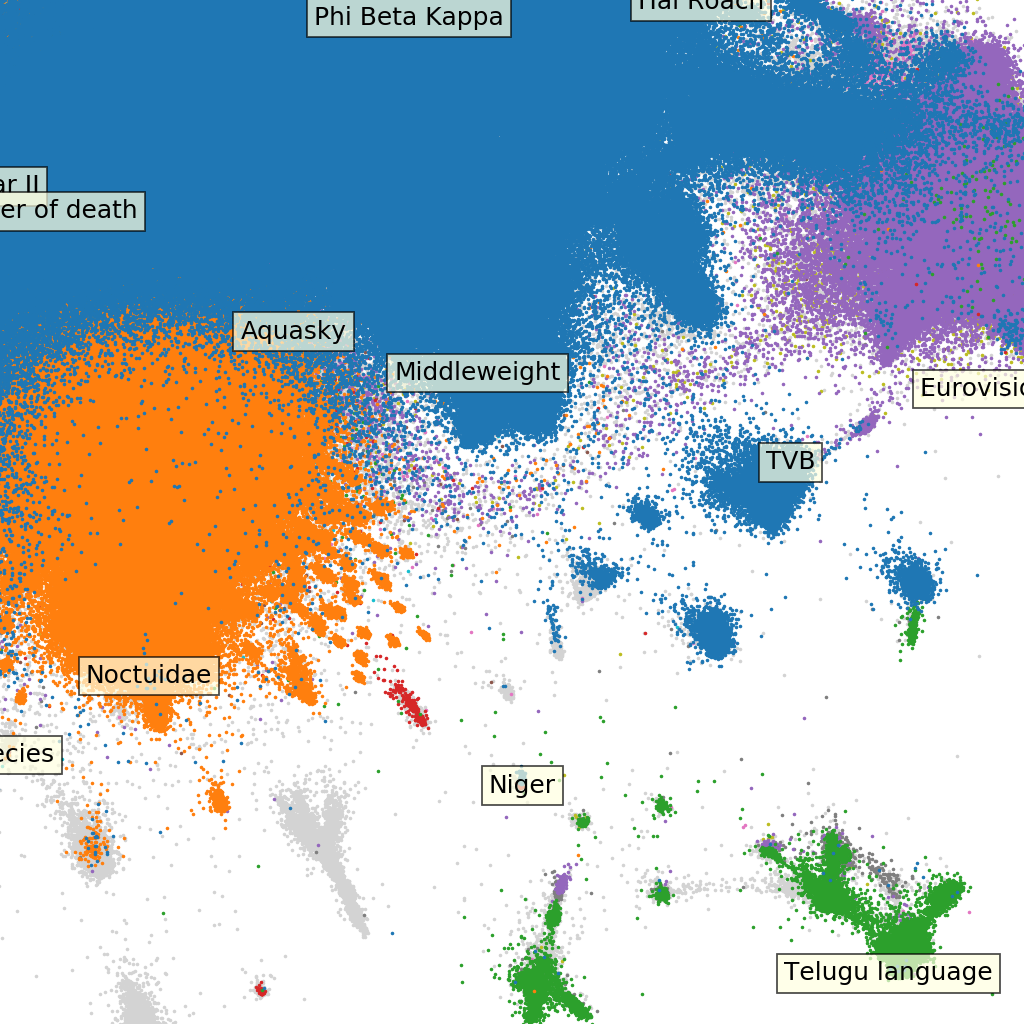 Phi Beta Kappa
Hal Roach
ar II
er of death
Aquasky
Middleweight
Eurovisio
TVB
Noctuidae
ecies
Niger
Telugu language